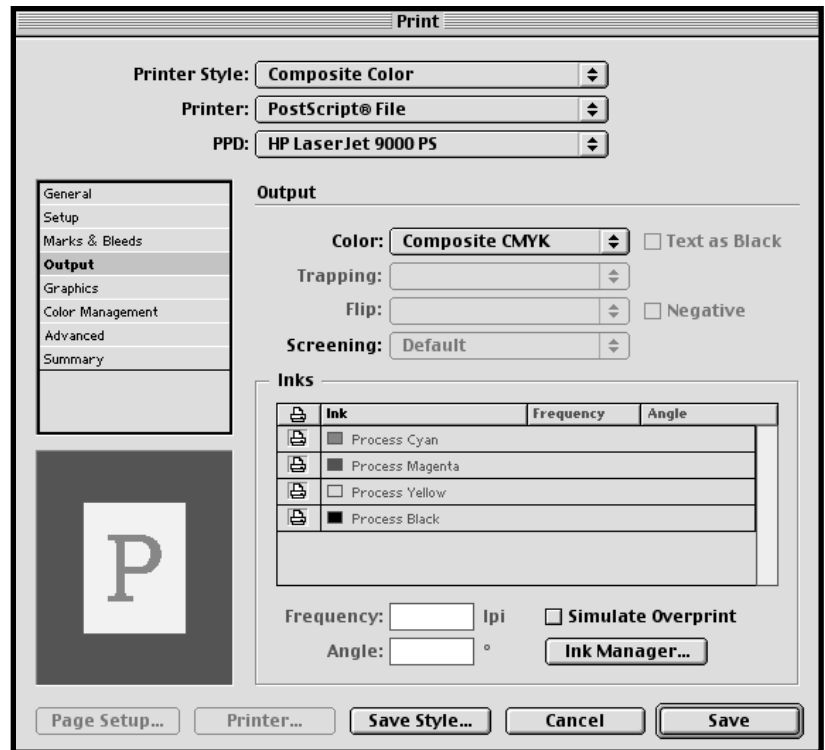 Print
Printer Style: Composite Color
Printer: PostScript® File
PPD: HP LaserJet 9000 PS
General
Setup
Marks & Bleeds
Output
Graphics
Color Management
Advanced
Summary
P
Output
Color: Composite CMYK Text as Black
Trapping:
Flip: Negative
Screening: Default
Inks
Ink Frequency Angle
Process Cyan
Process Magenta
Process Yellow
Process Black
Frequency: lpi Simulate Overprint
Angle: ° Ink Manager...
Page Setup... Printer... Save Style... Cancel Save